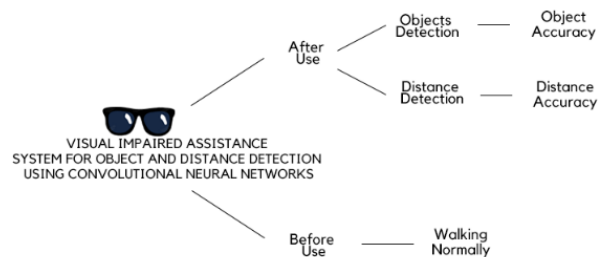 VISUAL IMPAIRED ASSISTANCE
SYSTEM FOR OBJECT AND DISTANCE DETECTION
USING CONVOLUTIONAL NEURAL NETWORKS
After
Use
Objects
Detection
Object
Accuracy
Distance
Detection
Distance
Accuracy
Before
Use
Walking
Normally